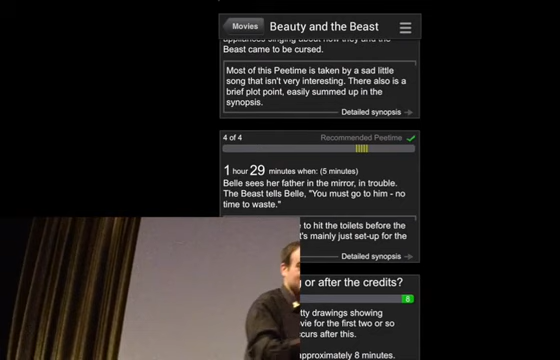 Movies
Beauty and the Beast
appliances singing about how they and the
Beast came to be cursed.
Most of this Peetime is taken by a sad little
song that isn't very interesting. There also is a
brief plot point, easily summed up in the
synopsis.
Detailed synopsis
4 of 4
Recommended Peetime
1 hour 29 minutes when: (5 minutes)
Belle sees her father in the mirror, in trouble.
The Beast tells Belle, "You must go to him - no
time to waste."
to hit the toilets before the
t's mainly just set-up for the
Detailed synopsis
or after the credits?
8
tty drawings showing
vie for the first two or so
ccurs after this.
approximately 8 minutes.